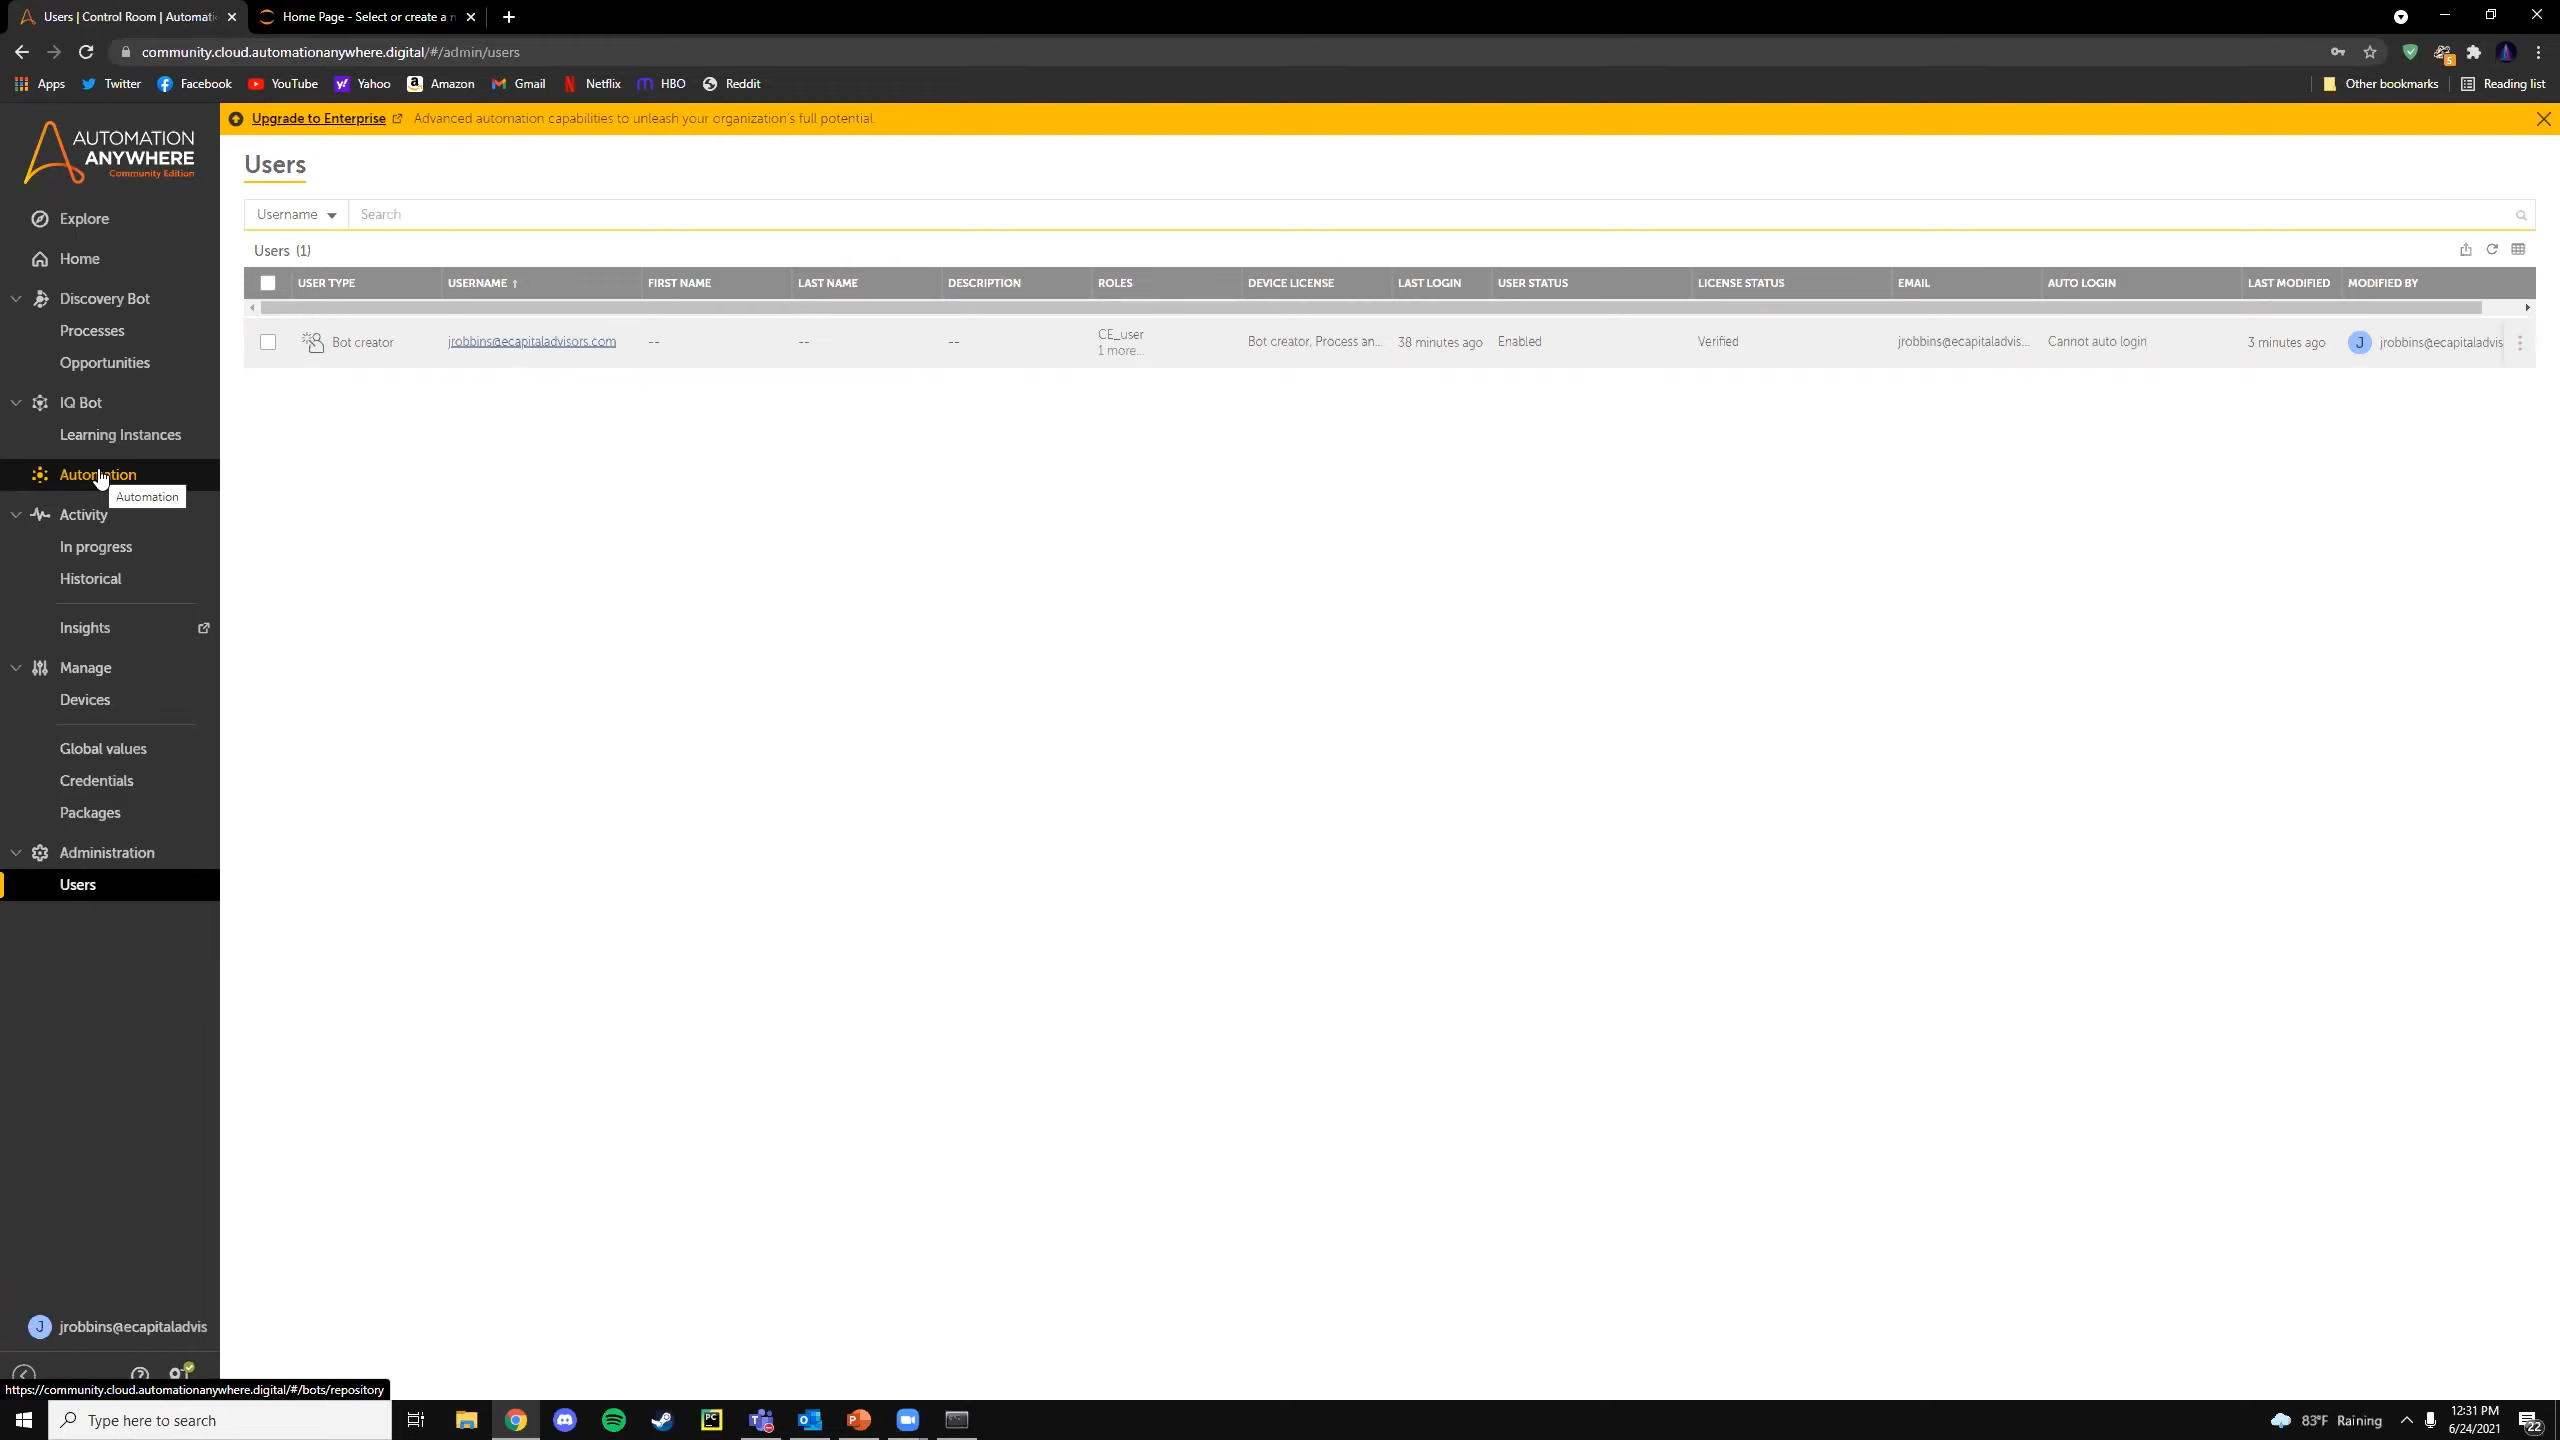 Users | Control Room | Automati
Home Page - Select or create a n
community.cloud.automationanywhere.digital/#/admin/users
5
Apps
Twitter
Facebook
YouTube
Yahoo
Amazon
Gmail
Netflix
HBO
Reddit
Other bookmarks
Reading list
AUTOMATION
ANYWHERE
Community Edition
Upgrade to Enterprise
Advanced automation capabilities to unleash your organization's full potential.
Users
Username
Search
Users (1)
USER TYPE
USERNAME ↑
FIRST NAME
LAST NAME
DESCRIPTION
ROLES
DEVICE LICENSE
LAST LOGIN
USER STATUS
LICENSE STATUS
EMAIL
AUTO LOGIN
LAST MODIFIED
MODIFIED BY
Bot creator
jrobbins@ecapitaladvisors.com
--
--
--
CE_user
1 more...
Bot creator, Process an...
38 minutes ago
Enabled
Verified
jrobbins@ecapitaladvis...
Cannot auto login
3 minutes ago
J
jrobbins@ecapitaladvis
Explore
Home
Discovery Bot
Processes
Opportunities
IQ Bot
Learning Instances
Automation
Automation
Activity
In progress
Historical
Insights
Manage
Devices
Global values
Credentials
Packages
Administration
Users
J
jrobbins@ecapitaladvis
https://community.cloud.automationanywhere.digital/#/bots/repository
Type here to search
PC
83°F Raining
12:31 PM
6/24/2021
22